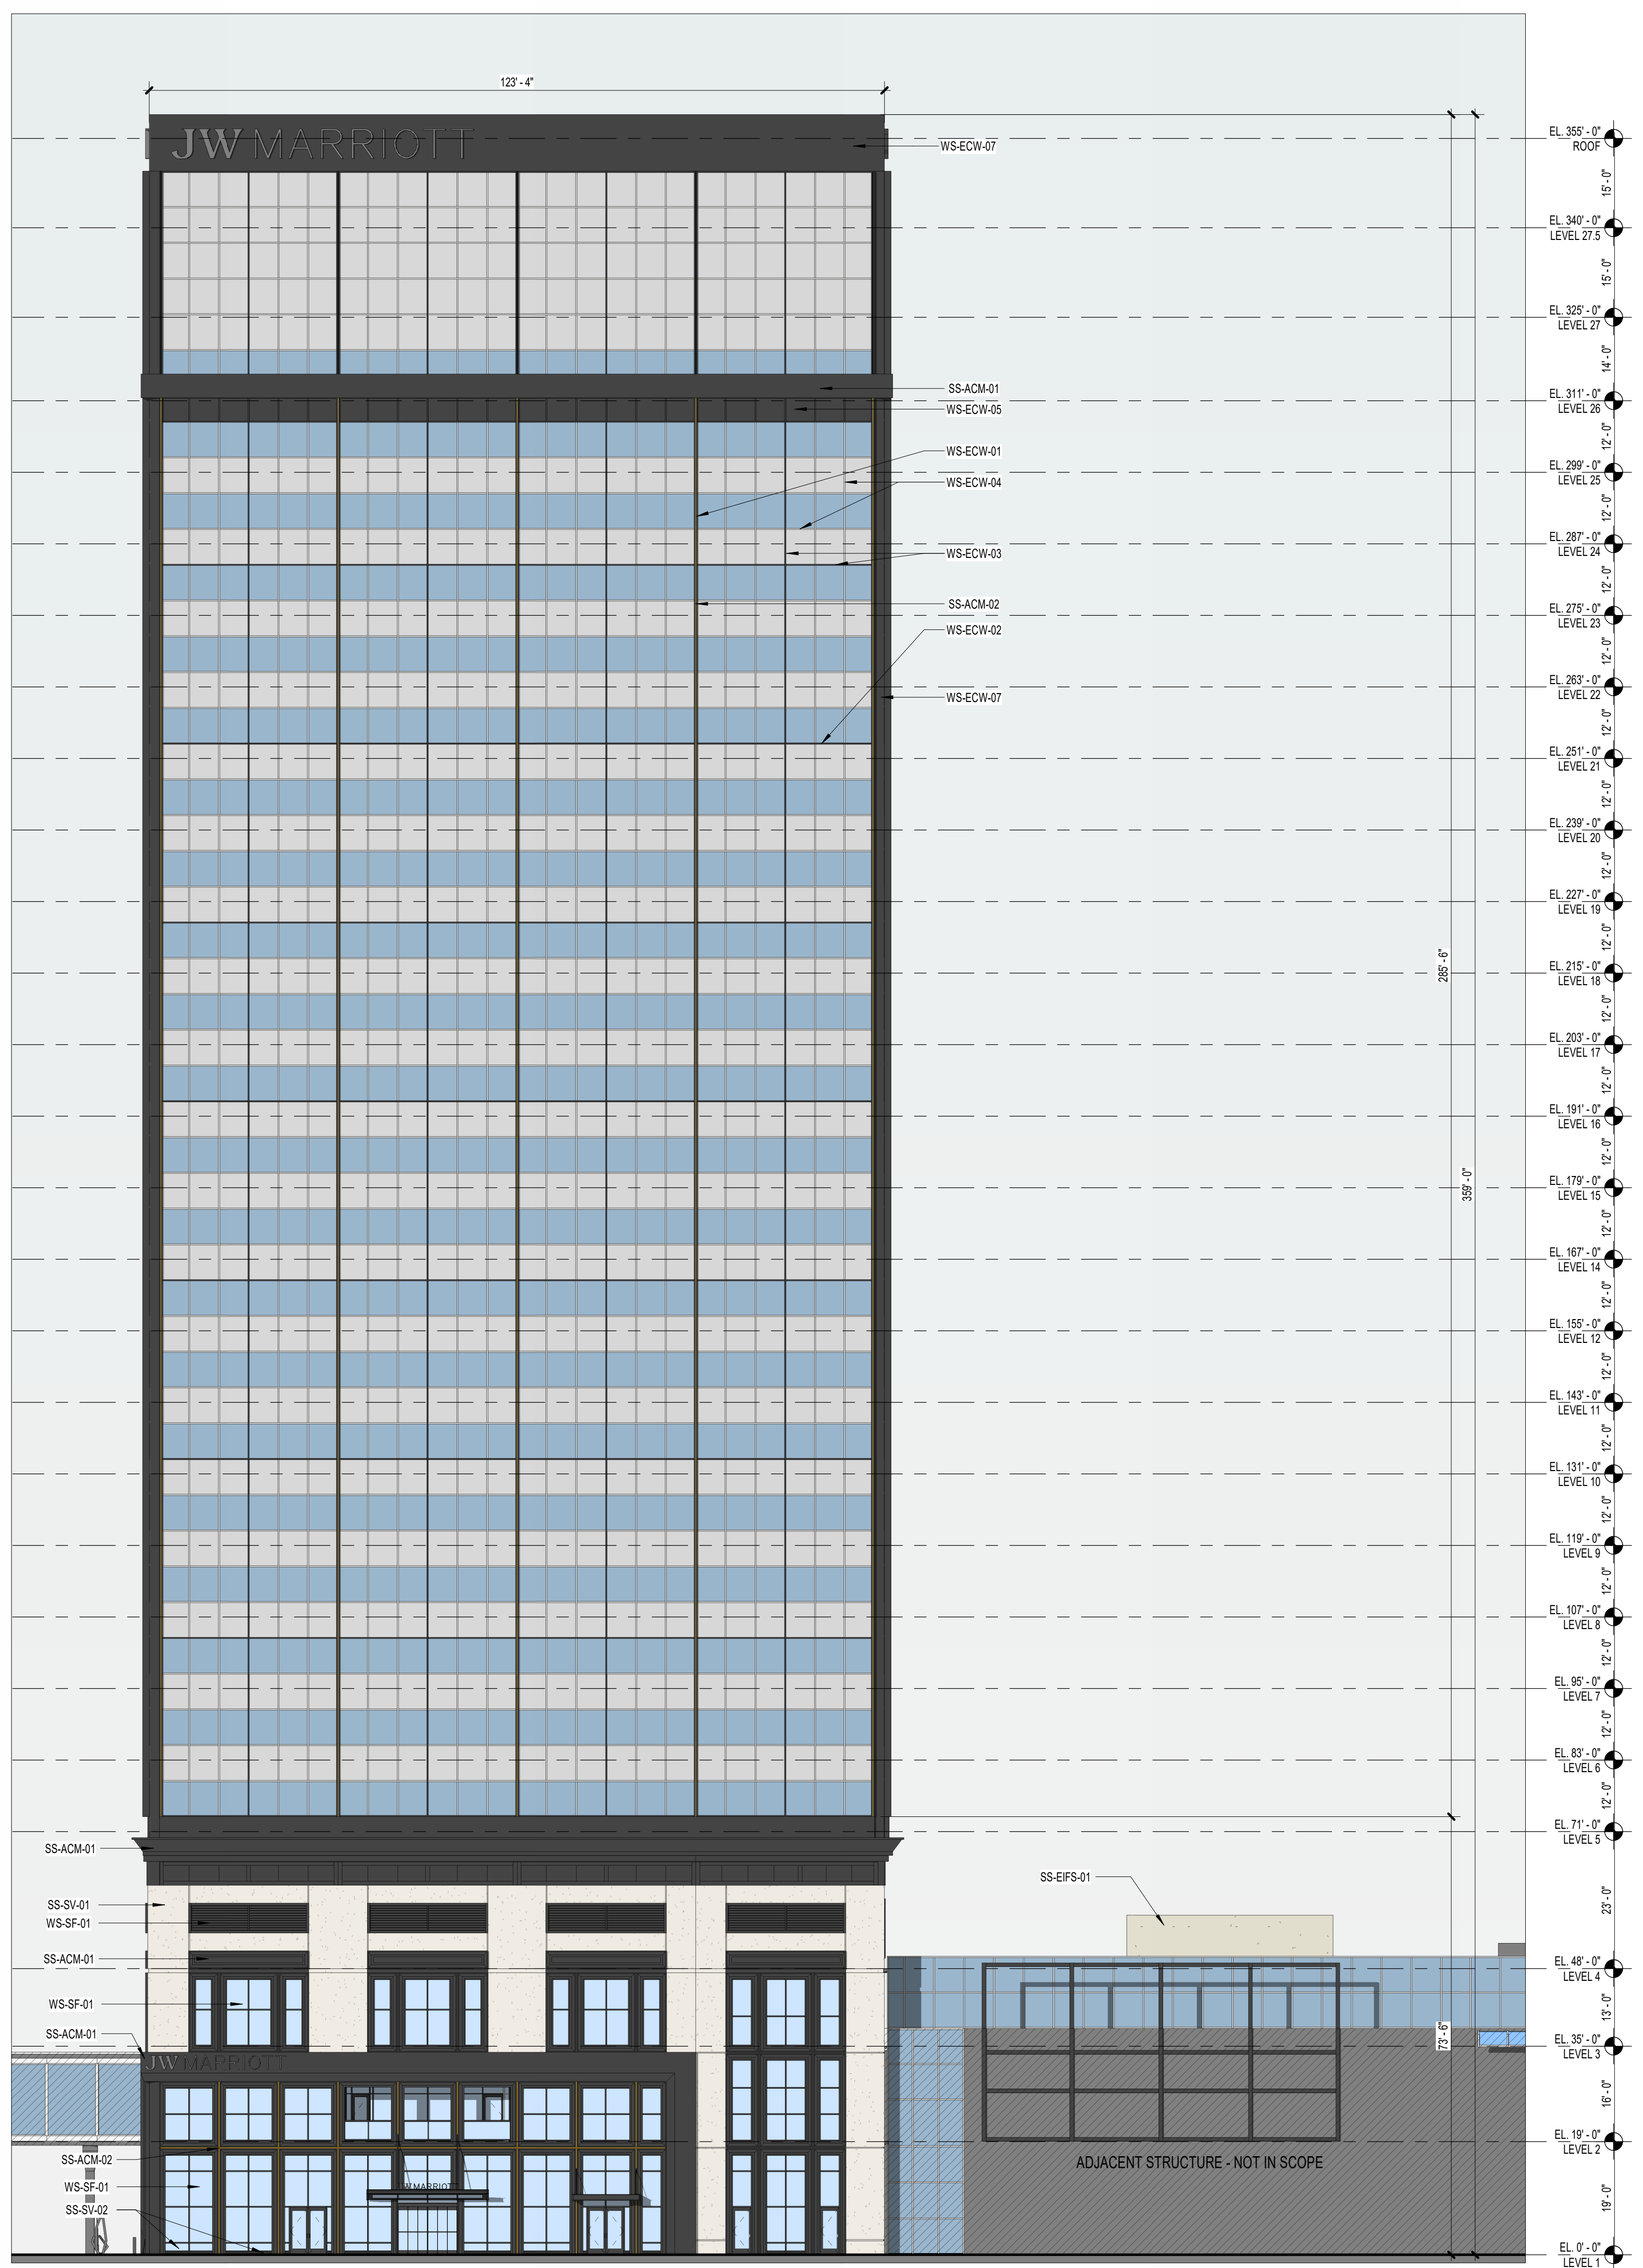 123' - 4"
JW MARRIOTT
WS-ECW-07
SS-ACM-01
WS-ECW-05
WS-ECW-01
WS-ECW-04
WS-ECW-03
SS-ACM-02
WS-ECW-02
WS-ECW-07
SS-ACM-01
SS-SV-01
WS-SF-01
SS-ACM-01
WS-SF-01
SS-ACM-01
JW MARRIOTT
SS-ACM-02
WS-SF-01
SS-SV-02
MARRIOTT
SS-EIFS-01
ADJACENT STRUCTURE - NOT IN SCOPE
285' - 6"
359' - 0"
73' - 6"
EL. 355' - 0"
ROOF
15' - 0"
EL. 340' - 0"
LEVEL 27.5
15' - 0"
EL. 325' - 0"
LEVEL 27
14' - 0"
EL. 311' - 0"
LEVEL 26
12' - 0"
EL. 299' - 0"
LEVEL 25
12' - 0"
EL. 287' - 0"
LEVEL 24
12' - 0"
EL. 275' - 0"
LEVEL 23
12' - 0"
EL. 263' - 0"
LEVEL 22
12' - 0"
EL. 251' - 0"
LEVEL 21
12' - 0"
EL. 239' - 0"
LEVEL 20
12' - 0"
EL. 227' - 0"
LEVEL 19
12' - 0"
EL. 215' - 0"
LEVEL 18
12' - 0"
EL. 203' - 0"
LEVEL 17
12' - 0"
EL. 191' - 0"
LEVEL 16
12' - 0"
EL. 179' - 0"
LEVEL 15
12' - 0"
EL. 167' - 0"
LEVEL 14
12' - 0"
EL. 155' - 0"
LEVEL 12
12' - 0"
EL. 143' - 0"
LEVEL 11
12' - 0"
EL. 131' - 0"
LEVEL 10
12' - 0"
EL. 119' - 0"
LEVEL 9
12' - 0"
EL. 107' - 0"
LEVEL 8
12' - 0"
EL. 95' - 0"
LEVEL 7
12' - 0"
EL. 83' - 0"
LEVEL 6
12' - 0"
EL. 71' - 0"
LEVEL 5
23' - 0"
EL. 48' - 0"
LEVEL 4
13' - 0"
EL. 35' - 0"
LEVEL 3
16' - 0"
EL. 19' - 0"
LEVEL 2
19' - 0"
EL. 0' - 0"
LEVEL 1